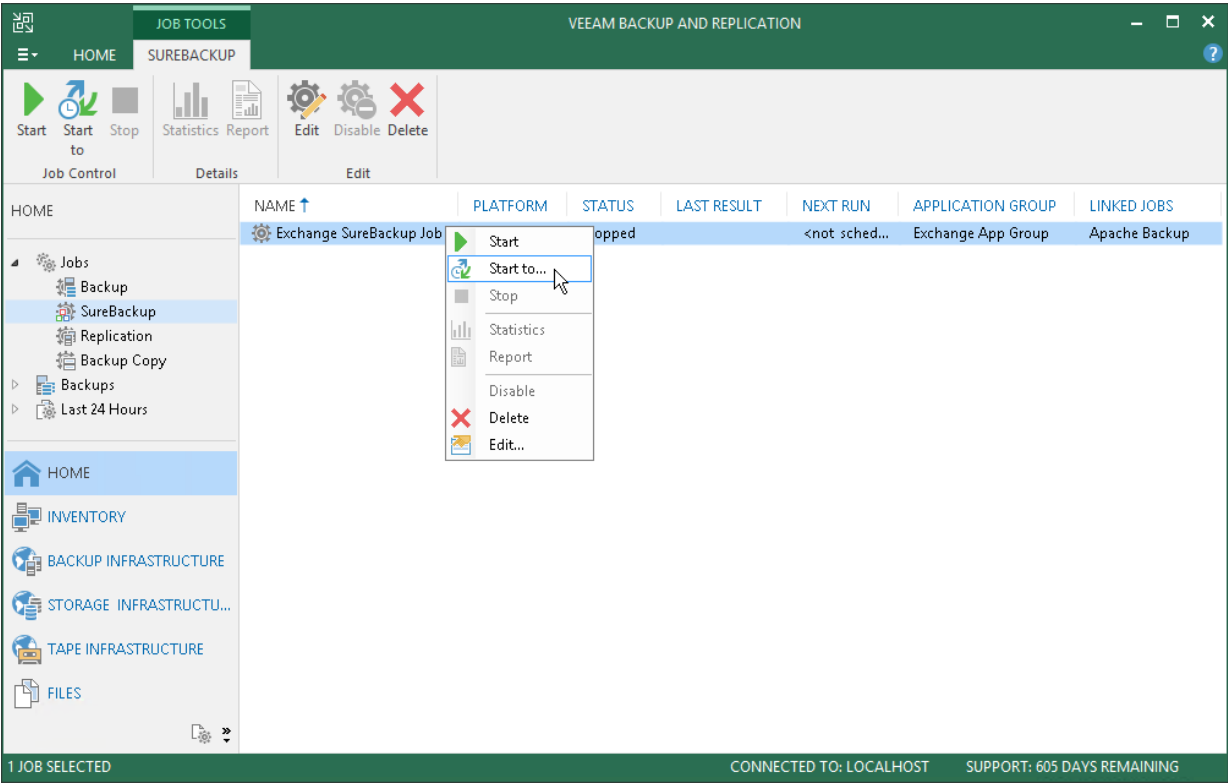 JOB TOOLS
VEEAM BACKUP AND REPLICATION
HOME
SUREBACKUP
Start
Start to
Stop
Job Control
Statistics
Report
Details
Edit
Disable
Delete
Edit
HOME
Jobs
Backup
SureBackup
Replication
Backup Copy
Backups
Last 24 Hours
HOME
INVENTORY
BACKUP INFRASTRUCTURE
STORAGE INFRASTRUCTU...
TAPE INFRASTRUCTURE
FILES
NAME PLATFORM STATUS LAST RESULT NEXT RUN APPLICATION GROUP LINKED JOBS
Exchange SureBackup Job opped <not sched... Exchange App Group Apache Backup
Start
Start to...
Stop
Statistics
Report
Disable
Delete
Edit...
1 JOB SELECTED
CONNECTED TO: LOCALHOST
SUPPORT: 605 DAYS REMAINING